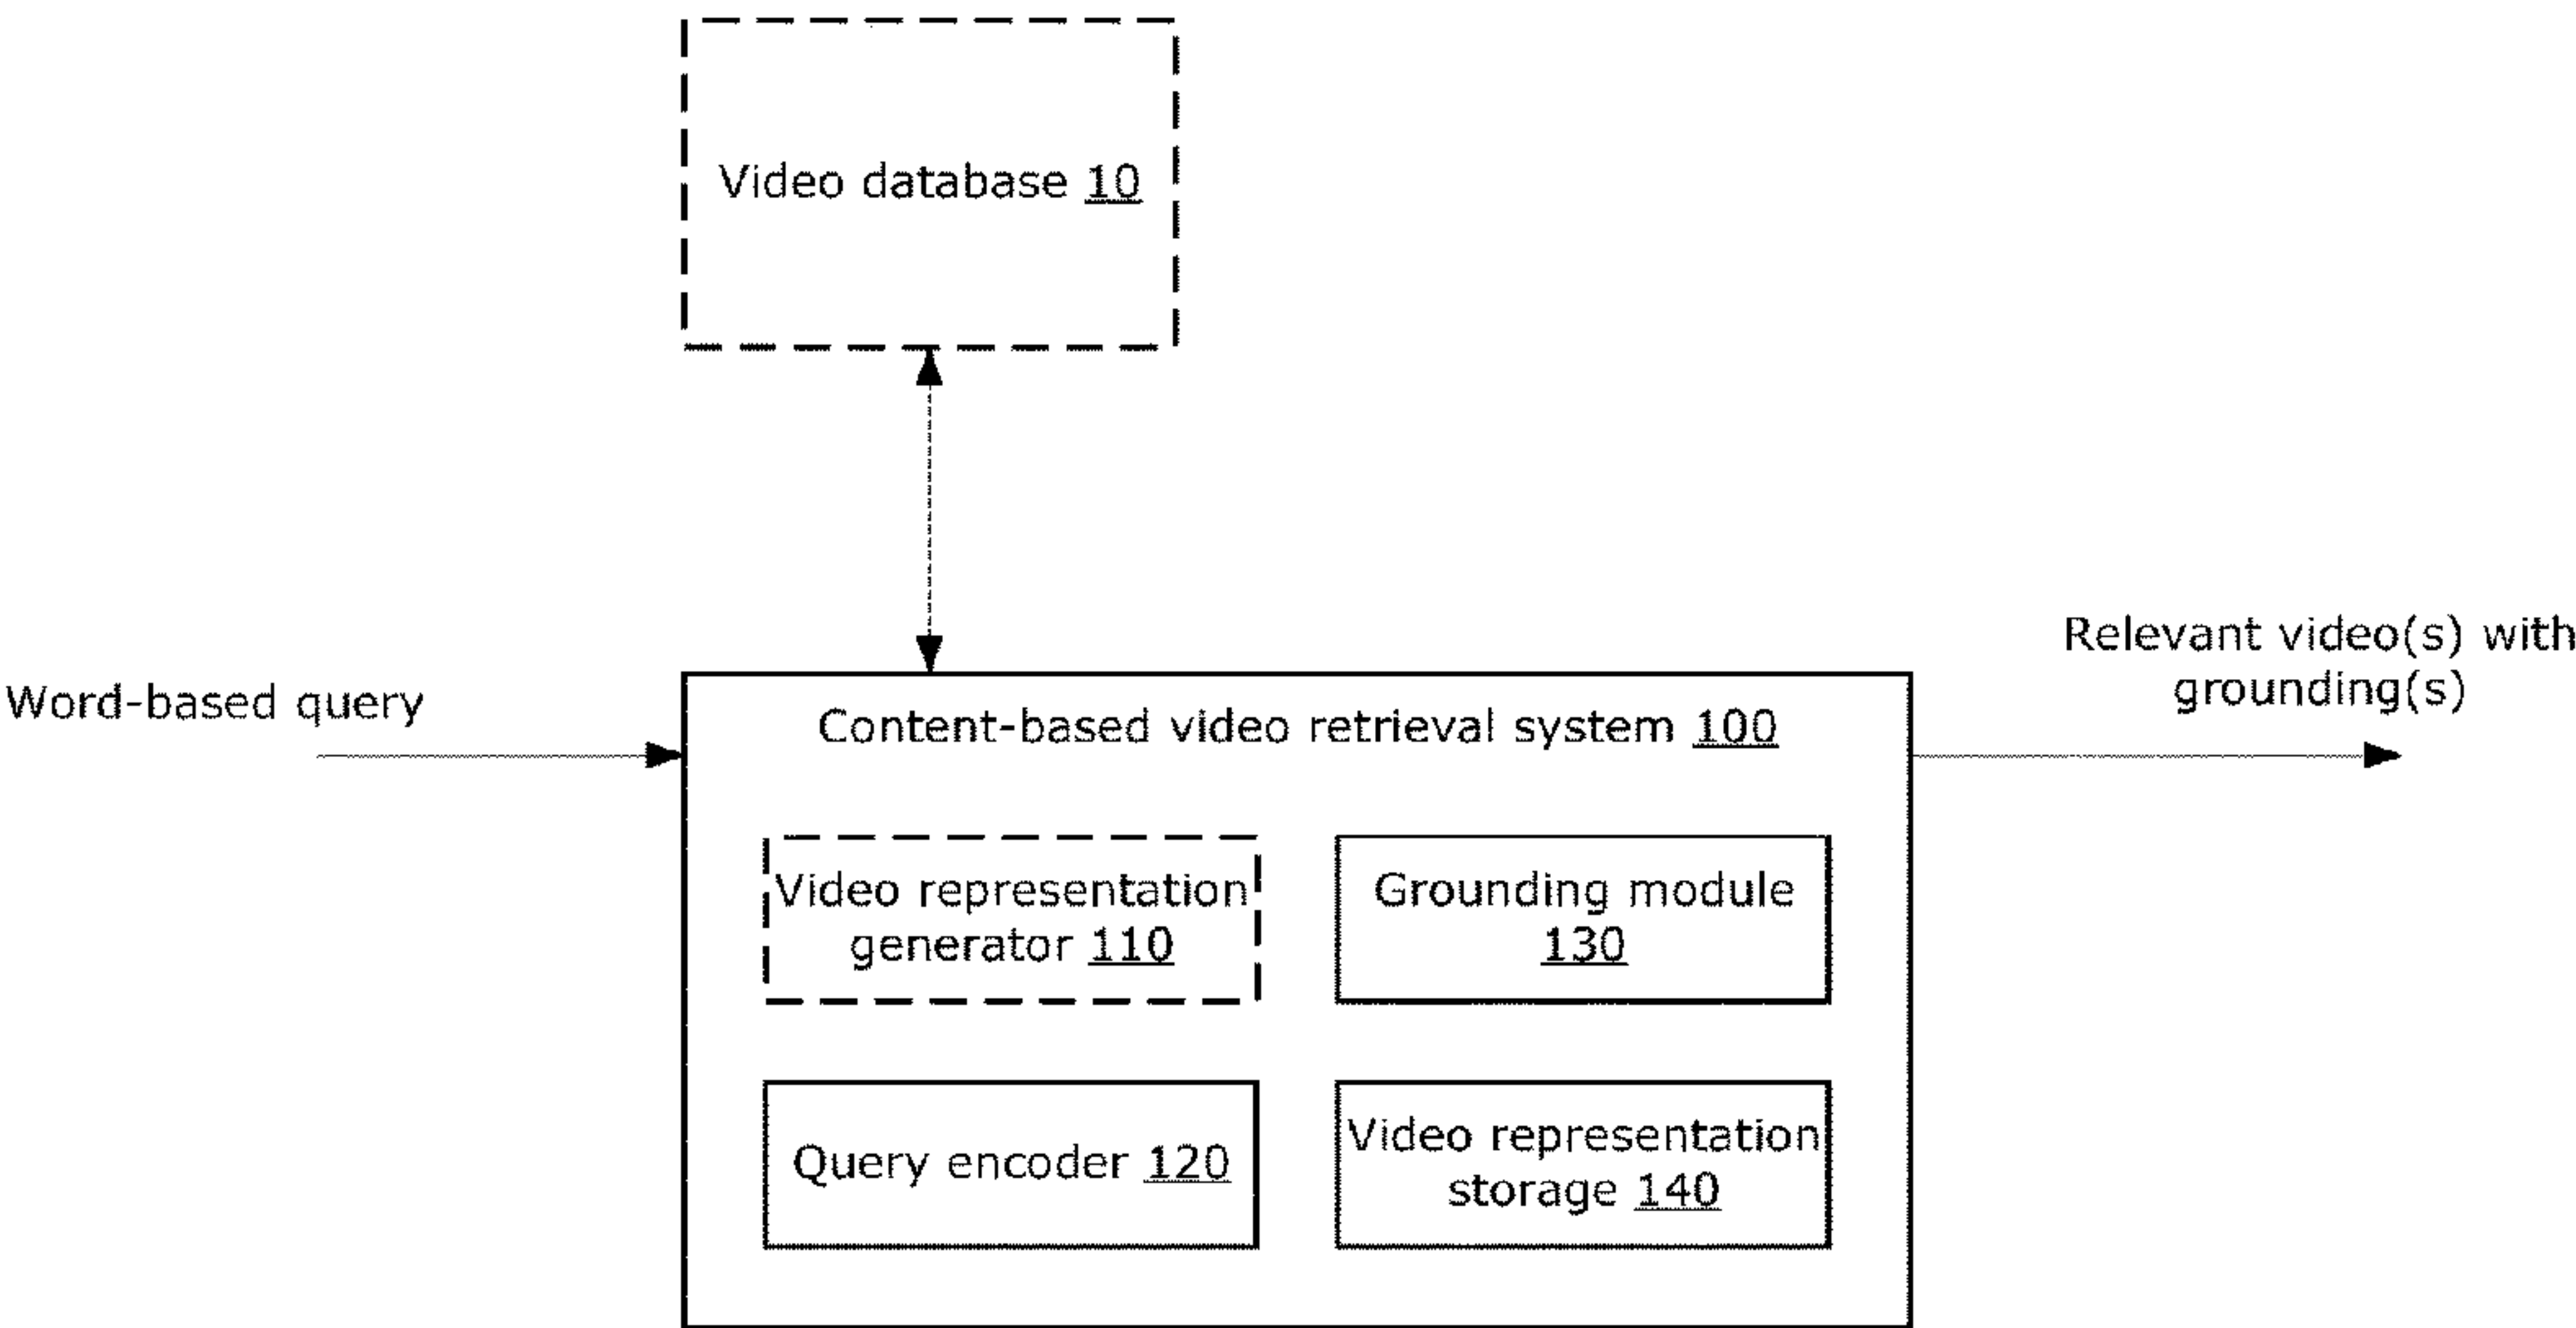 Video database 10
Word-based query
Relevant video(s) with
grounding(s)
Content-based video retrieval system 100
Video representation
generator 110
Grounding module
130
Query encoder 120
Video representation
storage 140